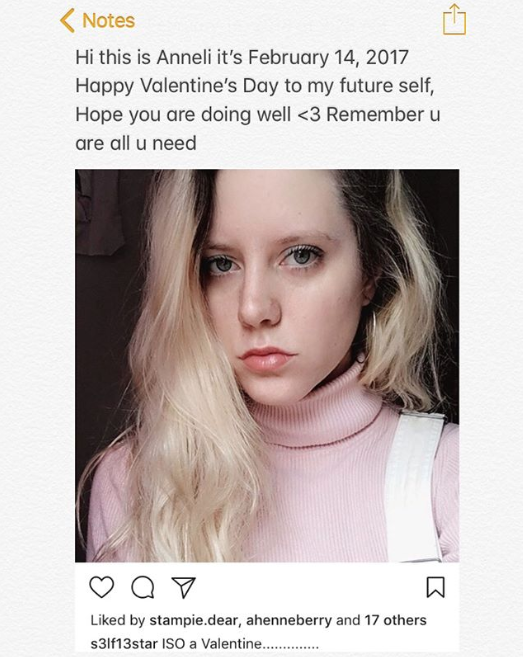 Notes
Hi this is Anneli it’s February 14, 2017
Happy Valentine’s Day to my future self,
Hope you are doing well <3 Remember u
are all u need
Liked by stampie.dear, ahenneberry and 17 others
s3lf13star ISO a Valentine..............